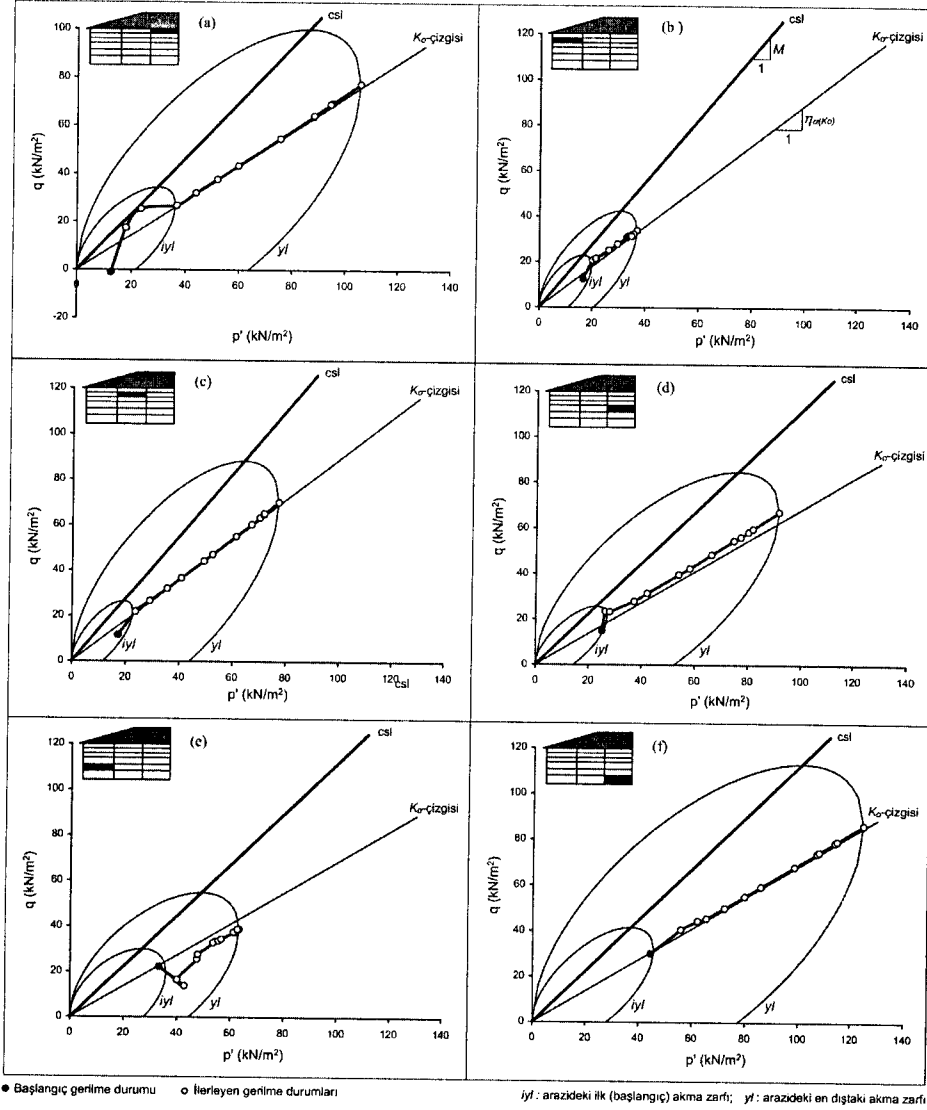 (a)
csl
K₀-çizgisi
q (kN/m²)
100
80
60
40
20
0
-20
iyl
yl
0 20 40 60 80 100 120 140
p' (kN/m²)
(b)
csl
M
1
K₀-çizgisi
η₀(K₀)
1
q (kN/m²)
120
100
80
60
40
20
0
iyl
yl
0 20 40 60 80 100 120 140
p' (kN/m²)
(c)
csl
K₀-çizgisi
q (kN/m²)
120
100
80
60
40
20
0
iyl
yl
0 20 40 60 80 100 120 140
csl
p' (kN/m²)
(d)
csl
K₀-çizgisi
q (kN/m²)
120
100
80
60
40
20
0
iyl
yl
0 20 40 60 80 100 120 140
p' (kN/m²)
(e)
csl
K₀-çizgisi
q (kN/m²)
120
100
80
60
40
20
0
iyl
yl
0 20 40 60 80 100 120 140
p' (kN/m²)
(f)
csl
K₀-çizgisi
q (kN/m²)
120
100
80
60
40
20
0
iyl
yl
0 20 40 60 80 100 120 140
p' (kN/m²)
● Başlangıç gerilme durumu ○ İlerleyen gerilme durumları
iyl : arazideki ilk (başlangıç) akma zarfı; yl : arazideki en dıştaki akma zarfı